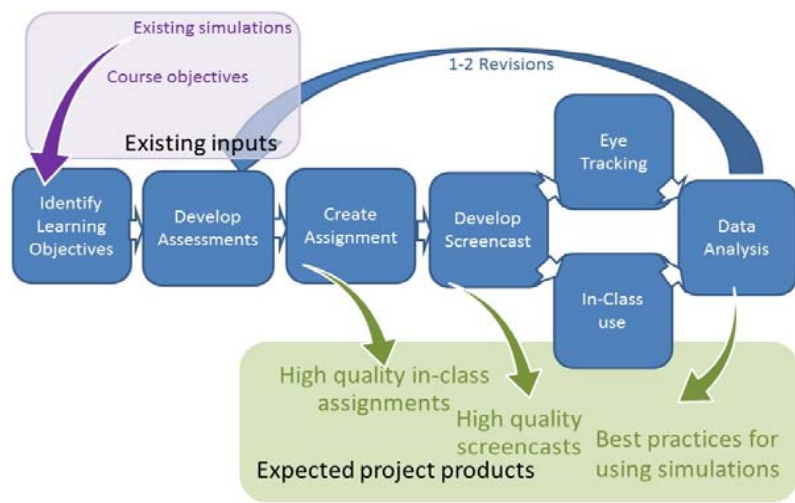 Existing simulations
Course objectives
Existing inputs
1-2 Revisions
Identify
Learning
Objectives
Develop
Assessments
Create
Assignment
Develop
Screencast
Eye
Tracking
In-Class
use
Data
Analysis
High quality in-class
assignments
High quality
screencasts
Best practices for
using simulations
Expected project products